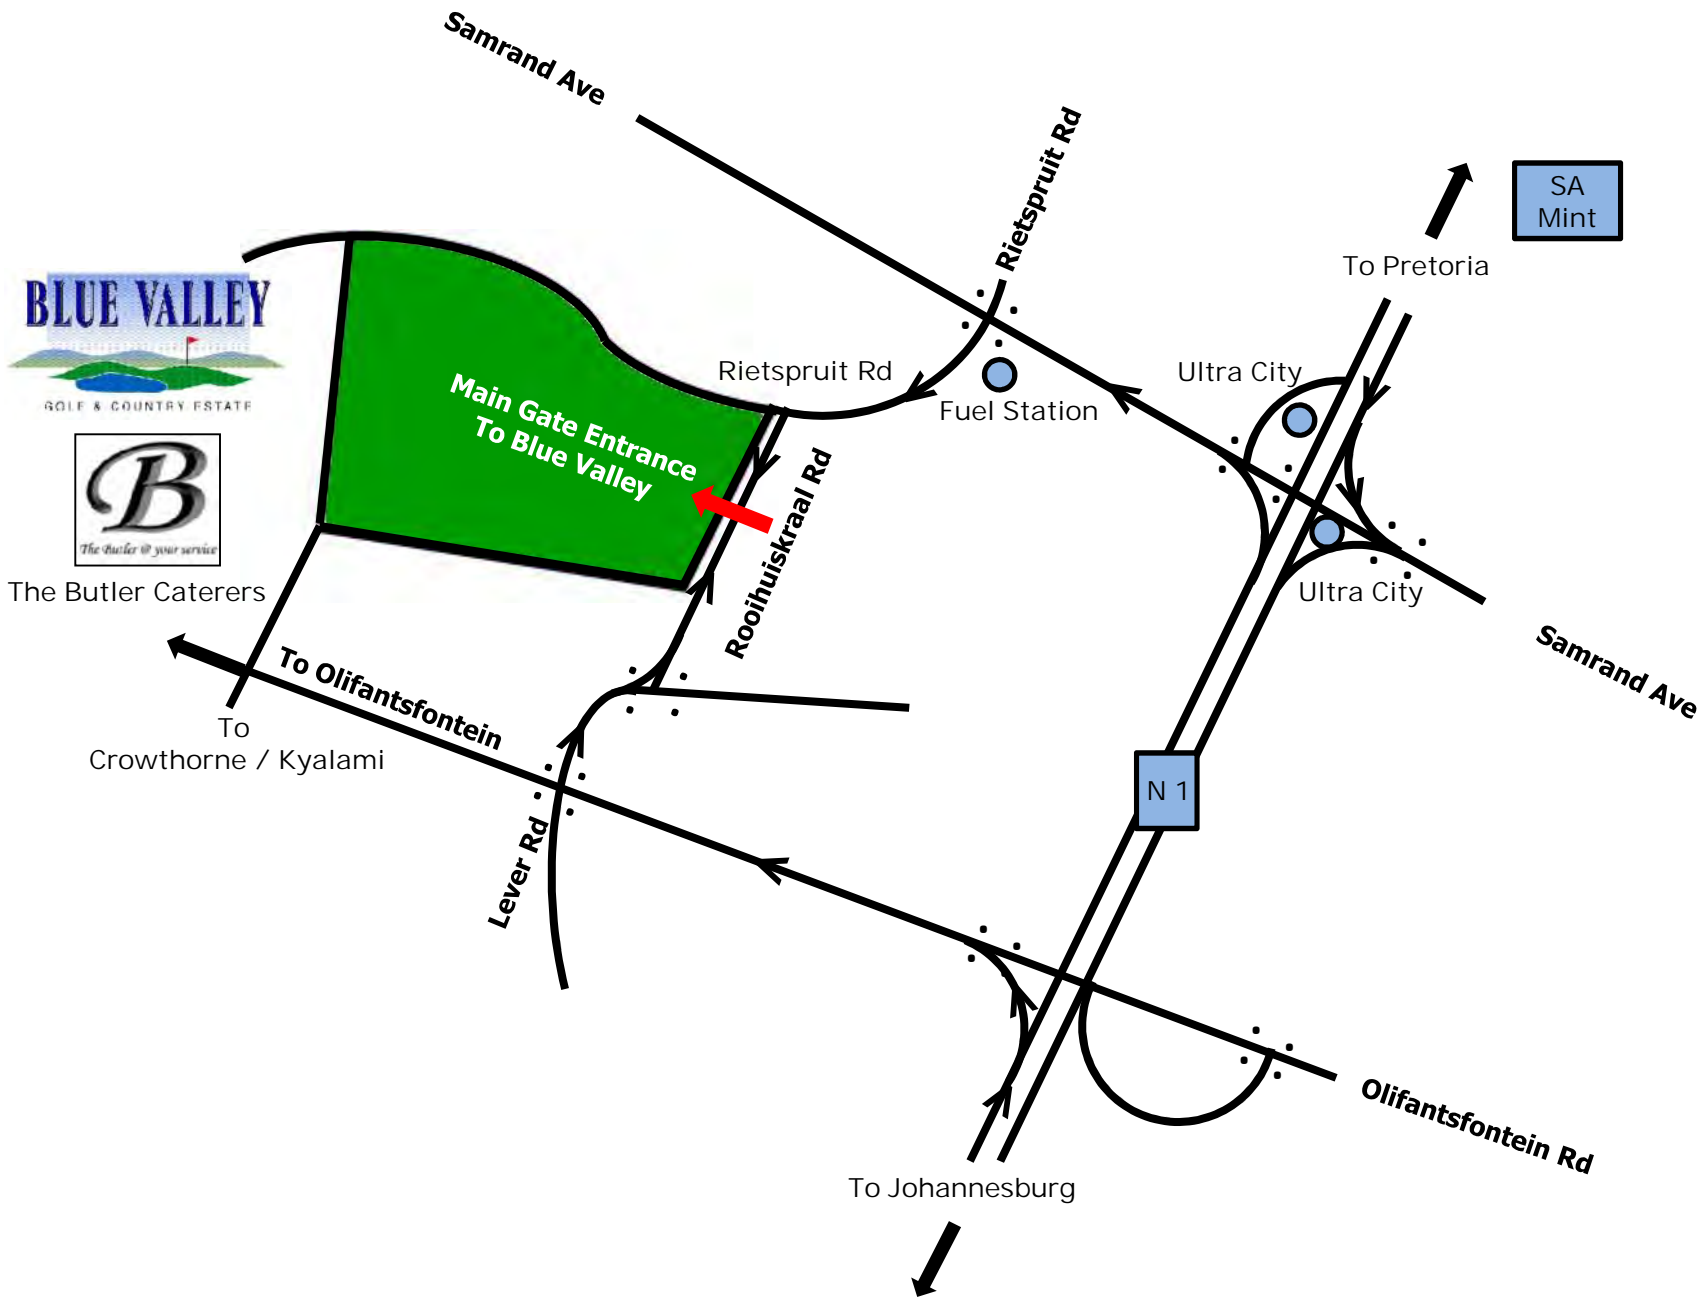 Samrand Ave
Rietspruit Rd
SA
Mint
To Pretoria
BLUE VALLEY
GOLF & COUNTRY ESTATE
Rietspruit Rd
Ultra City
Fuel Station
Main Gate Entrance
To Blue Valley
Rooihuiskraal Rd
B
The Butler @ your service
The Butler Caterers
Ultra City
Samrand Ave
To Olifantsfontein
To
Crowthorne / Kyalami
N 1
Lever Rd
Olifantsfontein Rd
To Johannesburg